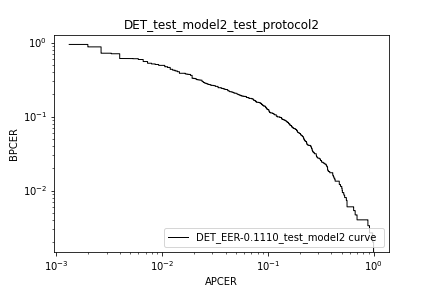 DET_test_model2_test_protocol2
10⁰
10⁻¹
10⁻²
BPCER
10⁻³
10⁻²
10⁻¹
10⁰
APCER
DET_EER-0.1110_test_model2 curve